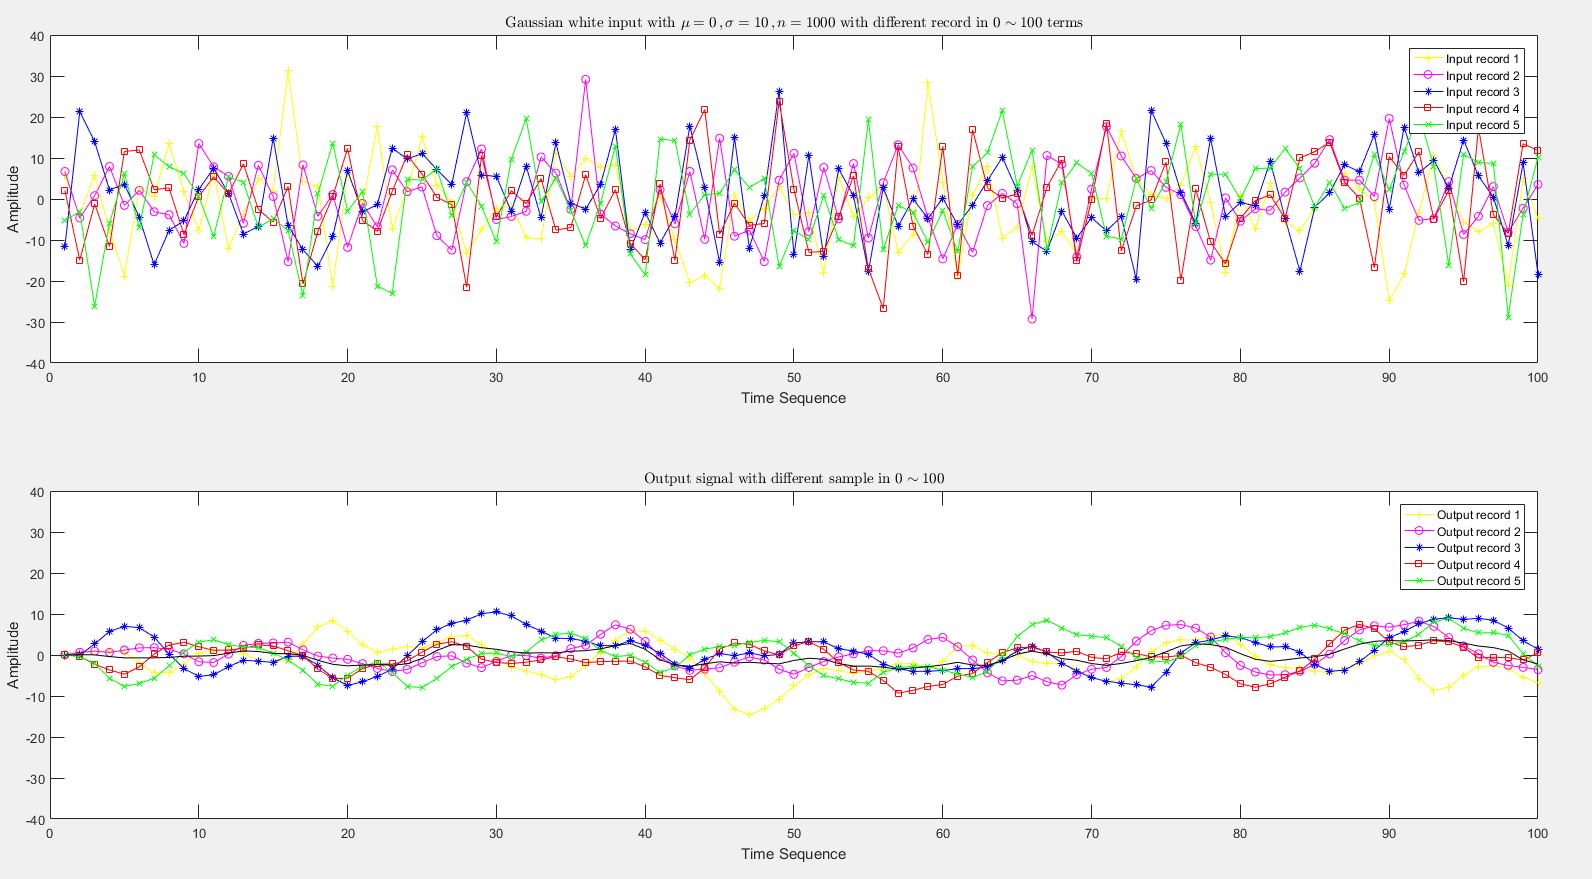 Gaussian white input with μ = 0 , σ = 10 , n = 1000 with different record in 0 ∼ 100 terms
40
30
20
10
0
-10
-20
-30
-40
Amplitude
Input record 1
Input record 2
Input record 3
Input record 4
Input record 5
0 10 20 30 40 50 60 70 80 90 100
Time Sequence
Output signal with different sample in 0 ∼ 100
40
30
20
10
0
-10
-20
-30
-40
Amplitude
Output record 1
Output record 2
Output record 3
Output record 4
Output record 5
0 10 20 30 40 50 60 70 80 90 100
Time Sequence